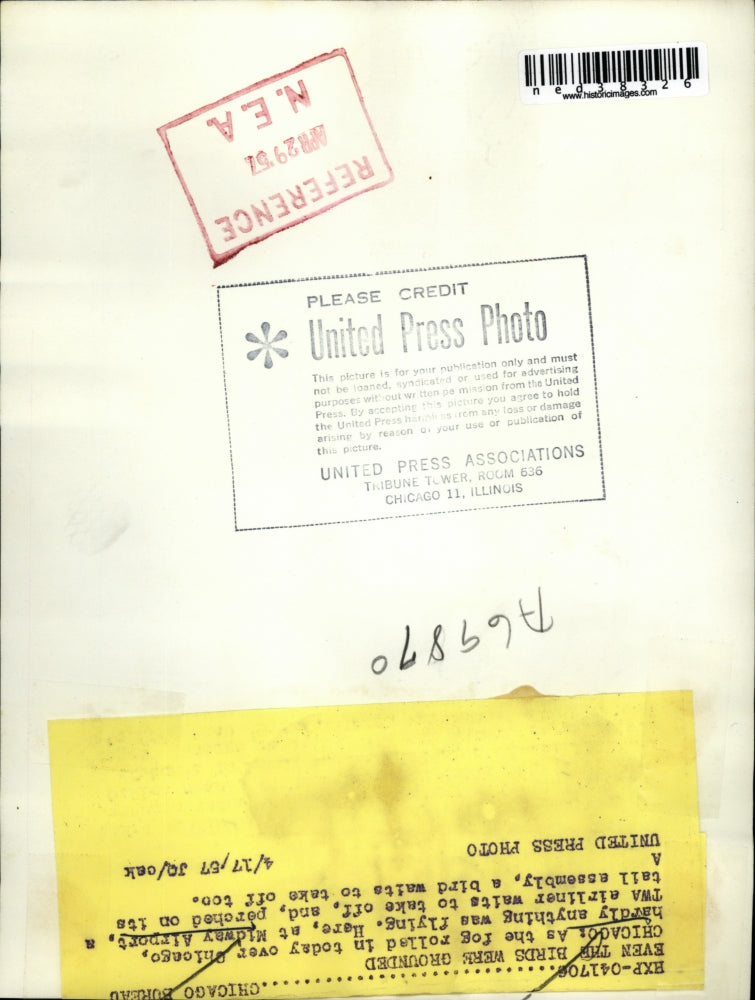 ned38326
www.historicimages.com
REFERENCE
APR 29 '57
N.E.A.
PLEASE CREDIT
* United Press Photo
This picture is for your publication only and must
not be loaned, syndicated or used for advertising
purposes without written permission from the United
Press. By accepting this picture you agree to hold
the United Press harmless from any loss or damage
arising by reason of your use or publication of
this picture.
UNITED PRESS ASSOCIATIONS
TRIBUNE TOWER, ROOM 636
CHICAGO 11, ILLINOIS
A69870
HXP-041706..............................CHICAGO BUREAU
EVEN THE BIRDS WERE GROUNDED
CHICAGO: As the fog rolled in today over Chicago,
hardly anything was flying. Here, at Midway Airport, a
TWA airliner waits to take off, and, perched on its
tail assembly, a bird waits to take off too.
A
UNITED PRESS PHOTO 4/17/57 JQ/oak